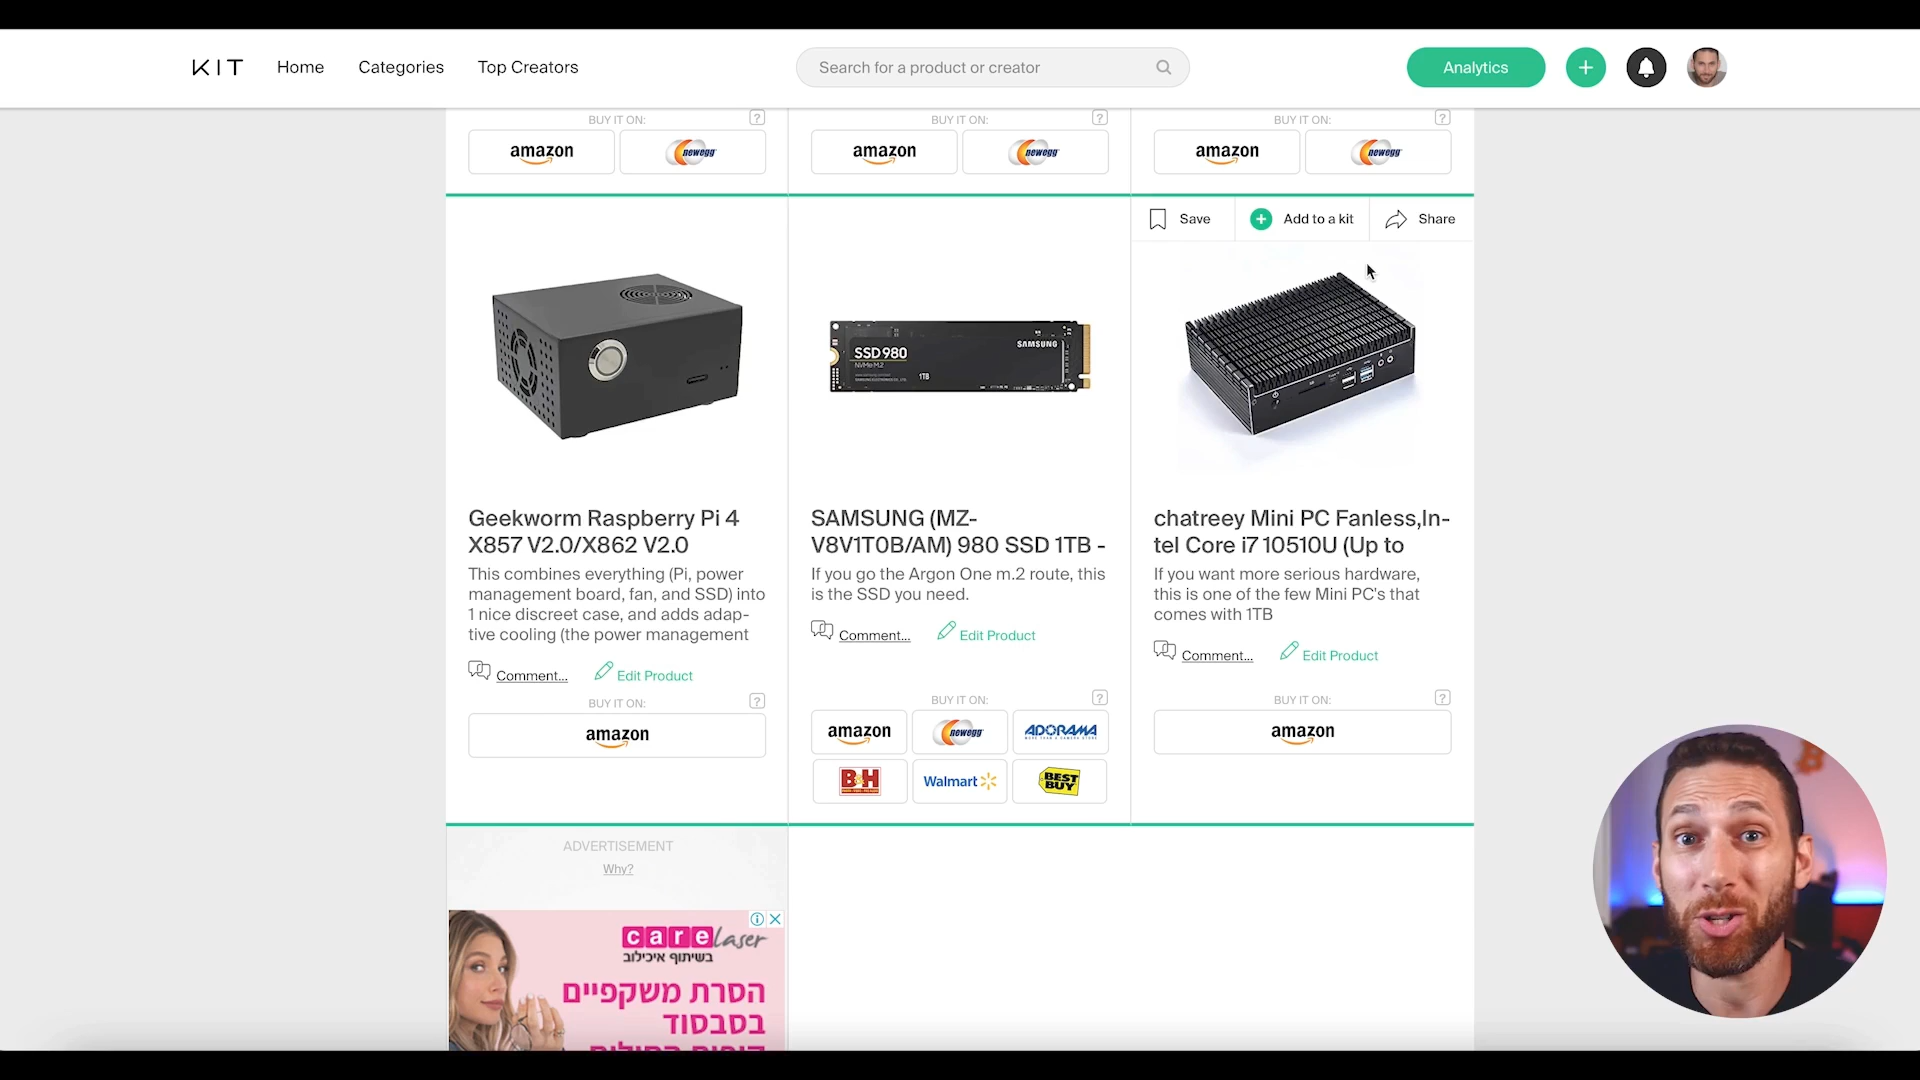 KIT
Home
Categories
Top Creators
Search for a product or creator
Analytics
BUY IT ON:
?
amazon
newegg
BUY IT ON:
?
amazon
newegg
BUY IT ON:
?
amazon
newegg
Save
Add to a kit
Share
SSD 980
NVMe M.2
SAMSUNG
1TB
Geekworm Raspberry Pi 4
X857 V2.0/X862 V2.0
This combines everything (Pi, power
management board, fan, and SSD) into
1 nice discreet case, and adds adap-
tive cooling (the power management
Comment...
Edit Product
BUY IT ON:
?
amazon
SAMSUNG (MZ-
V8V1T0B/AM) 980 SSD 1TB -
If you go the Argon One m.2 route, this
is the SSD you need.
Comment...
Edit Product
BUY IT ON:
?
amazon
newegg
ADORAMA
B&H
Walmart
BEST
BUY
chatreey Mini PC Fanless,In-
tel Core i7 10510U (Up to
If you want more serious hardware,
this is one of the few Mini PC's that
comes with 1TB
Comment...
Edit Product
BUY IT ON:
?
amazon
ADVERTISEMENT
Why?
care laser
בשיתוף איכילוב
הסרת משקפיים
בסבסוד